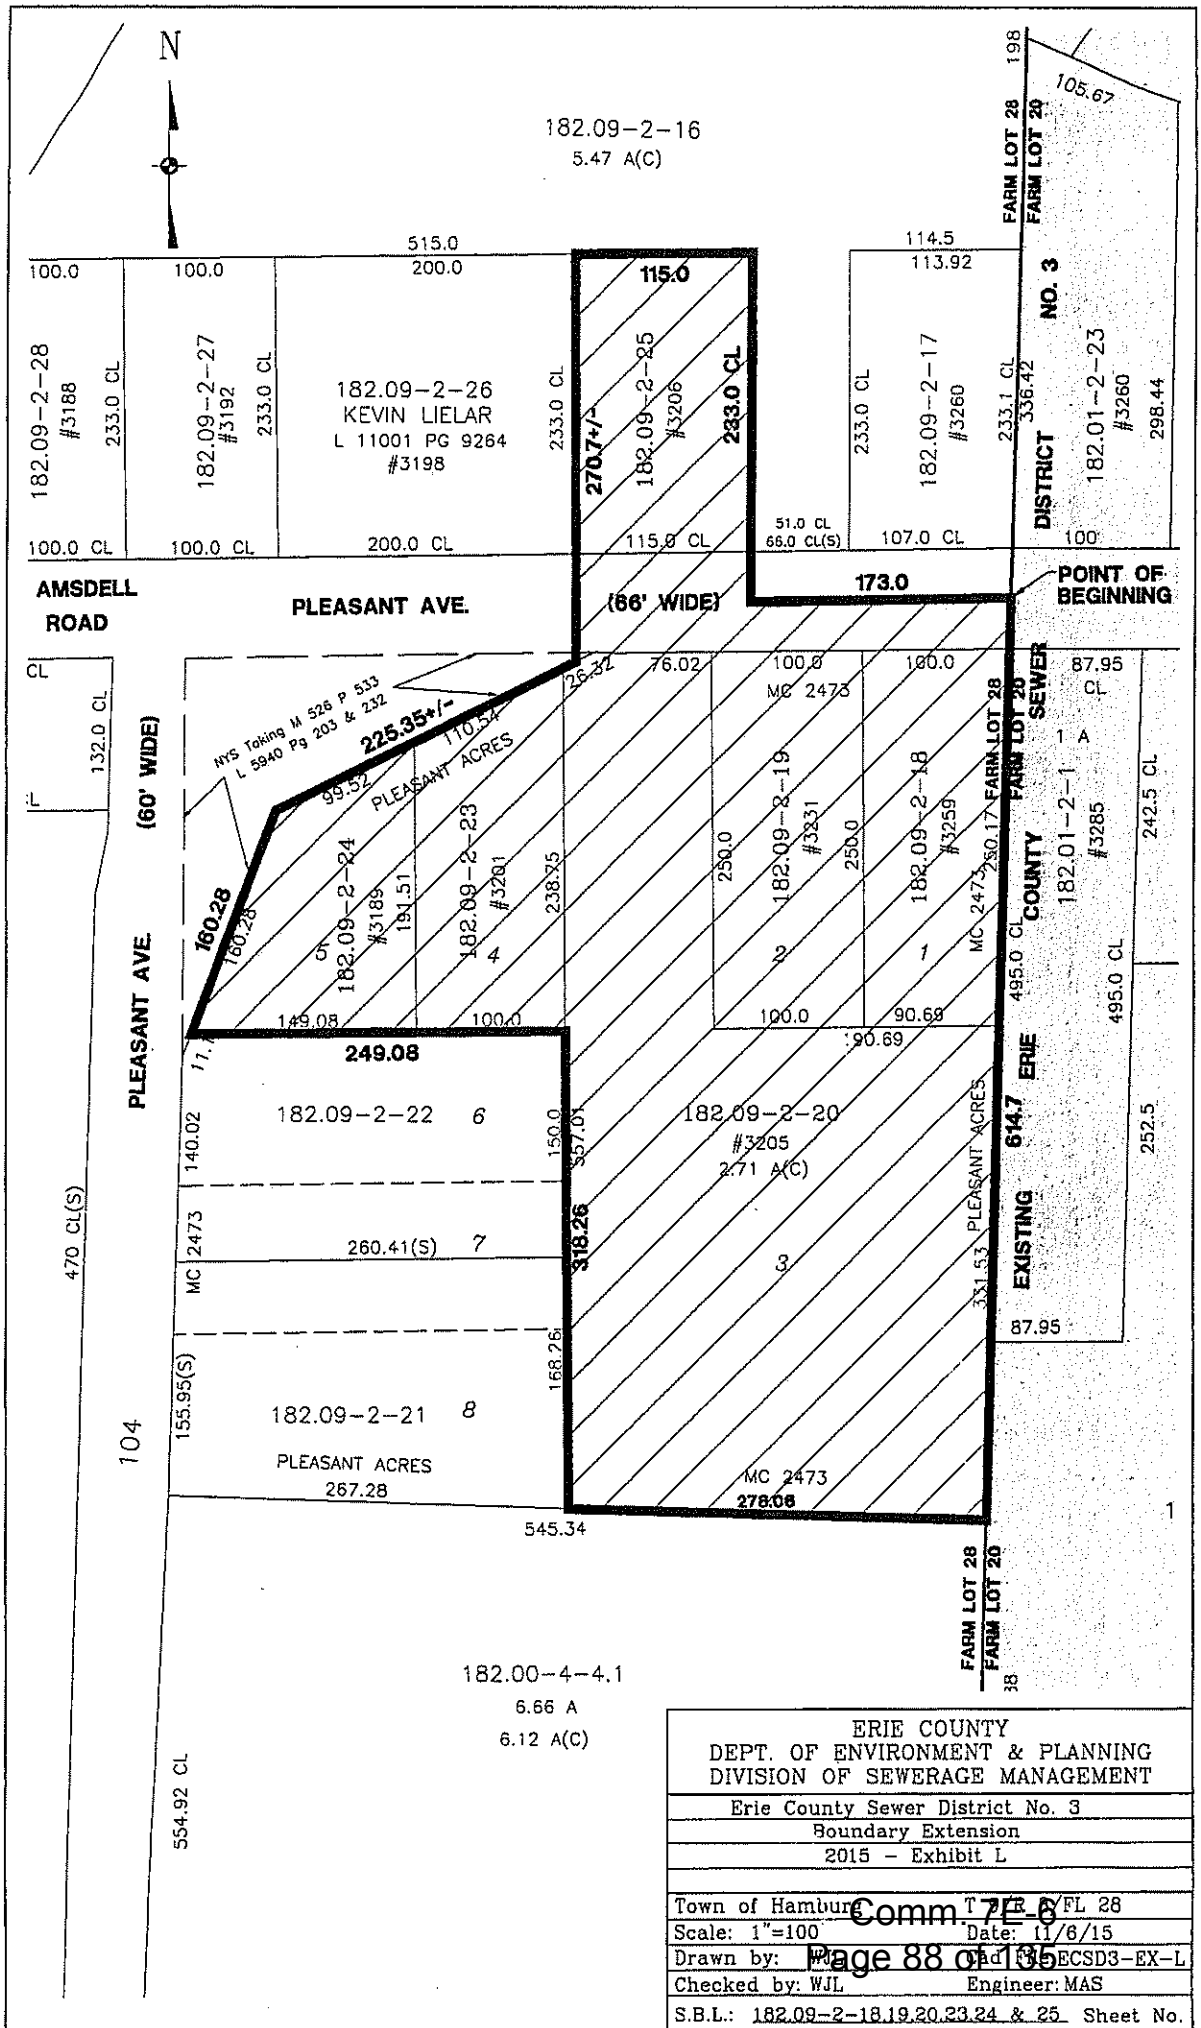 N
182.09-2-16
5.47 A(C)
198
105.67
FARM LOT 28
FARM LOT 20
515.0
114.5
100.0
100.0
200.0
115.0
113.92
182.09-2-28
#3188
233.0 CL
182.09-2-27
#3192
233.0 CL
182.09-2-26
KEVIN LIELAR
L 11001 PG 9264
#3198
233.0 CL
270.7+/-
182.09-2-25
#3206
233.0 CL
233.0 CL
182.09-2-17
#3260
233.1 CL
336.42
DISTRICT NO. 3
182.01-2-23
#3260
298.44
100.0 CL
100.0 CL
200.0 CL
115.0 CL
51.0 CL
66.0 CL(S)
107.0 CL
100
AMSDELL
ROAD
PLEASANT AVE.
(66' WIDE)
173.0
POINT OF
BEGINNING
CL
132.0 CL
NYS Taking M 526 P 533
L 5940 Pg 203 & 232
225.35+/-
26.32
76.02
100.0
100.0
MC 2473
87.95
CL
99.52
110.54
PLEASANT ACRES
(60' WIDE)
PLEASANT AVE.
:L
160.28
160.28
5
182.09-2-24
#3189
191.51
182.09-2-23
#3201
4
238.75
250.0
182.09-2-19
#3231
2
250.0
182.09-2-18
#3259
1
MC 2473
250.17
FARM LOT 28
FARM LOT 20
EXISTING ERIE COUNTY SEWER
1 A
182.01-2-1
#3285
242.5 CL
495.0 CL
495.0 CL
149.08
100.0
100.0
90.69
249.08
90.69
11.
182.09-2-22 6
140.02
150.0
557.01
182.09-2-20
#3205
2.71 A(C)
614.7
PLEASANT ACRES
252.5
470 CL(S)
MC 2473
260.41(S) 7
318.26
3
331.53
87.95
155.95(S)
168.26
104
182.09-2-21 8
PLEASANT ACRES
267.28
MC 2473
278.06
545.34
1
FARM LOT 28
FARM LOT 20
38
182.00-4-4.1
6.66 A
6.12 A(C)
554.92 CL
ERIE COUNTY
DEPT. OF ENVIRONMENT & PLANNING
DIVISION OF SEWERAGE MANAGEMENT
Erie County Sewer District No. 3
Boundary Extension
2015 - Exhibit L
Town of Hamburg FL 28
Comm. 7E-6
Scale: 1"=100 Date: 11/6/15
Drawn by: WJL ECSD3-EX-L
Page 88 of 135
Checked by: WJL Engineer: MAS
S.B.L.: 182.09-2-18,19,20,23,24 & 25 Sheet No.